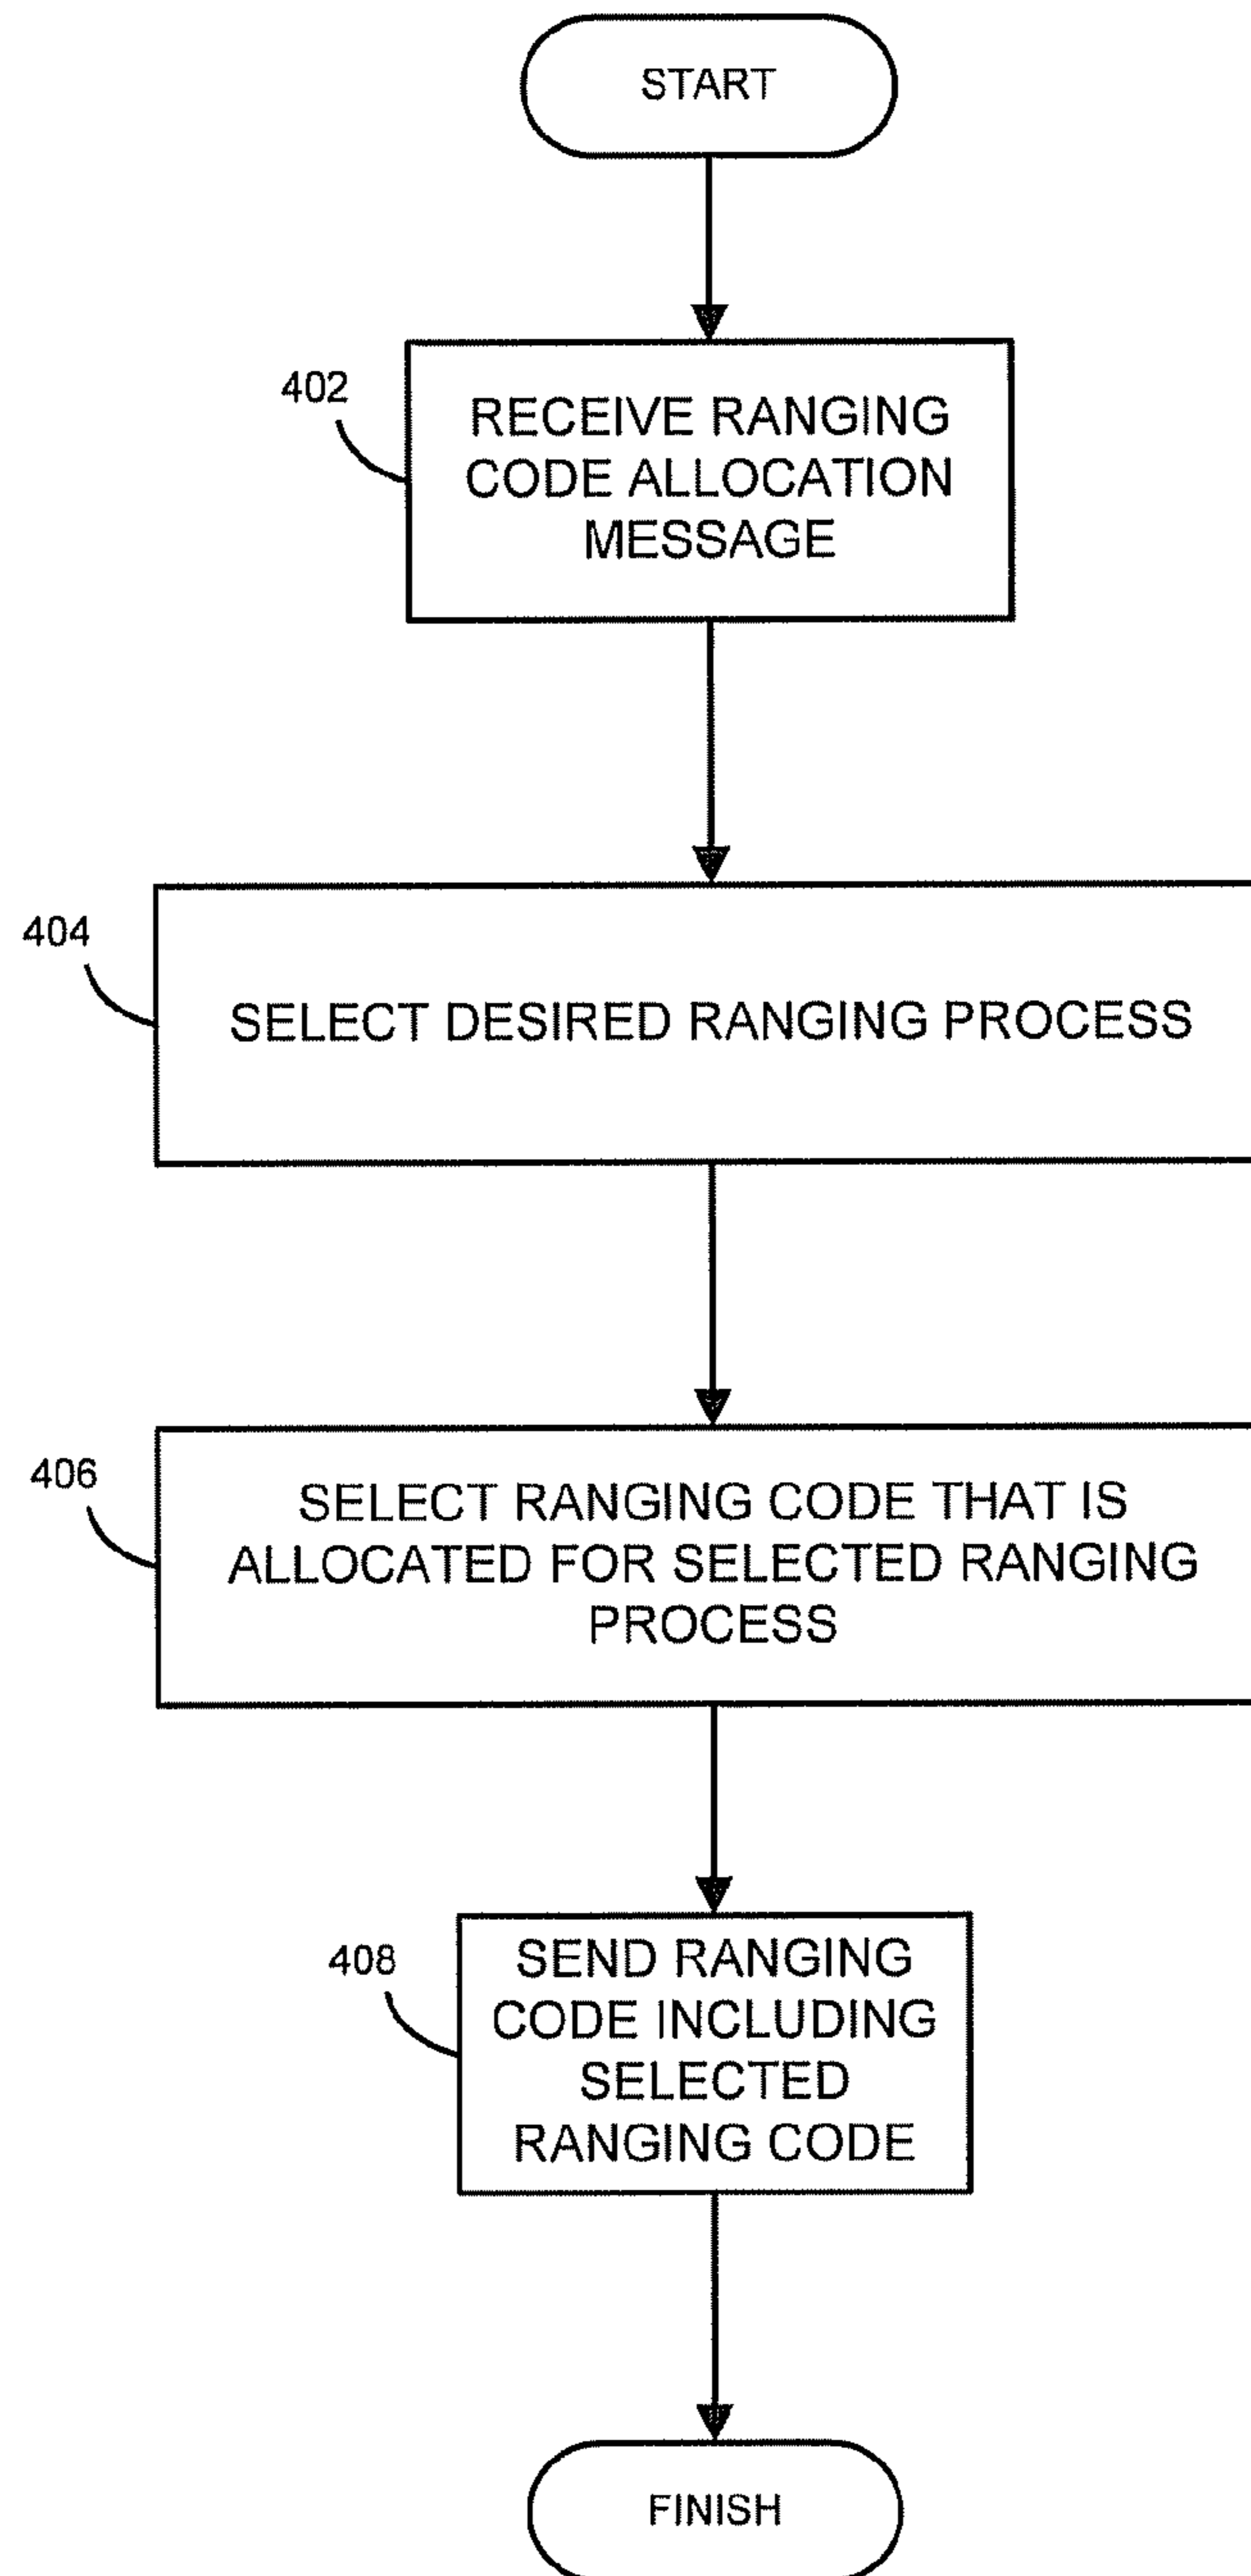 START
402
RECEIVE RANGING
CODE ALLOCATION
MESSAGE
404
SELECT DESIRED RANGING PROCESS
406
SELECT RANGING CODE THAT IS
ALLOCATED FOR SELECTED RANGING
PROCESS
408
SEND RANGING
CODE INCLUDING
SELECTED
RANGING CODE
FINISH